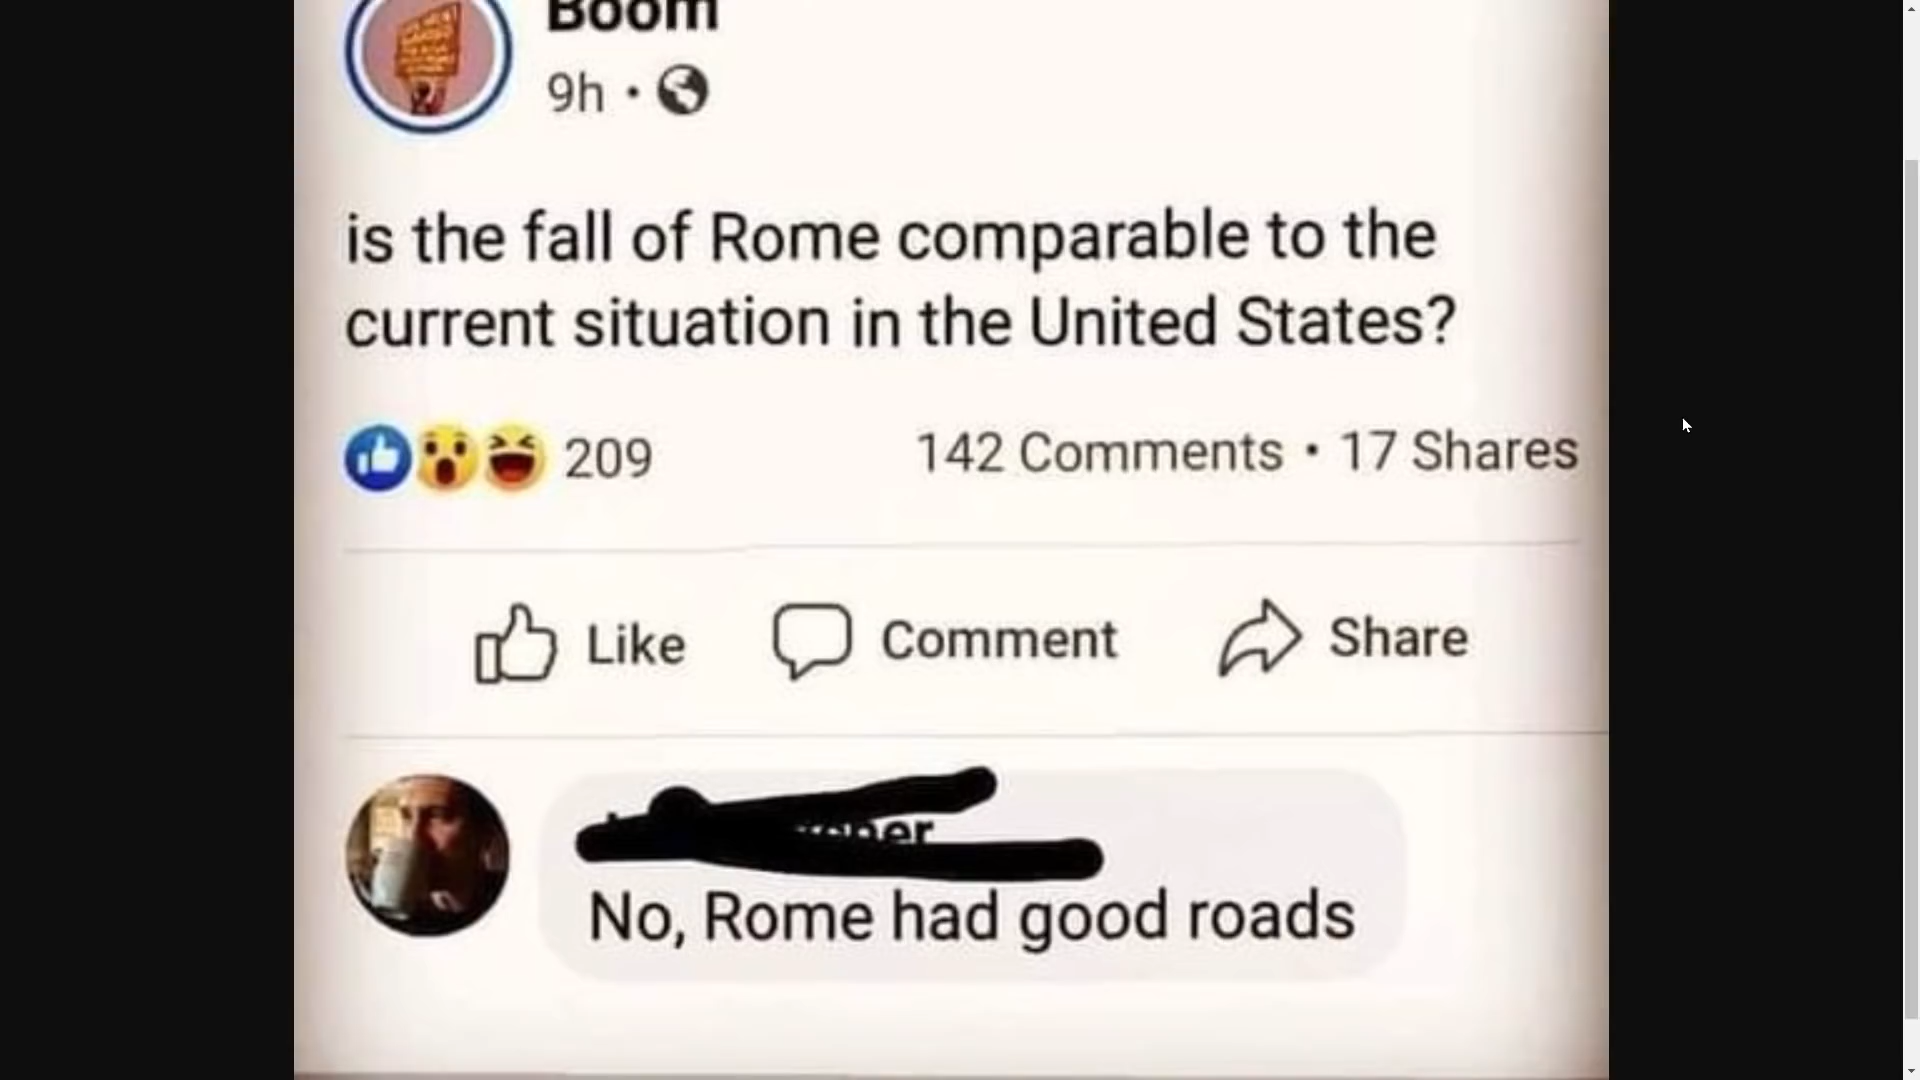 Boom
9h
is the fall of Rome comparable to the
current situation in the United States?
209
142 Comments • 17 Shares
Like
Comment
Share
No, Rome had good roads